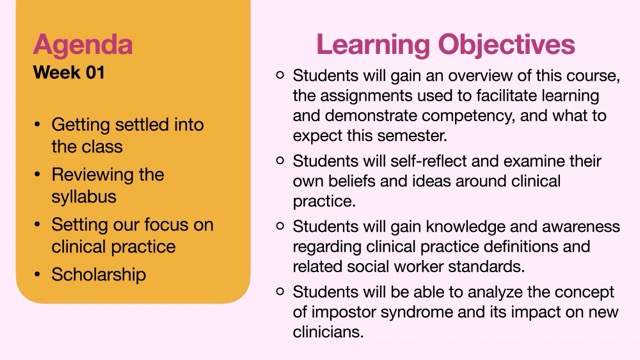 Agenda
Week 01
• Getting settled into
the class
• Reviewing the
syllabus
• Setting our focus on
clinical practice
• Scholarship
Learning Objectives
○ Students will gain an overview of this course,
the assignments used to facilitate learning
and demonstrate competency, and what to
expect this semester.
○ Students will self-reflect and examine their
own beliefs and ideas around clinical
practice.
○ Students will gain knowledge and awareness
regarding clinical practice definitions and
related social worker standards.
○ Students will be able to analyze the concept
of impostor syndrome and its impact on new
clinicians.